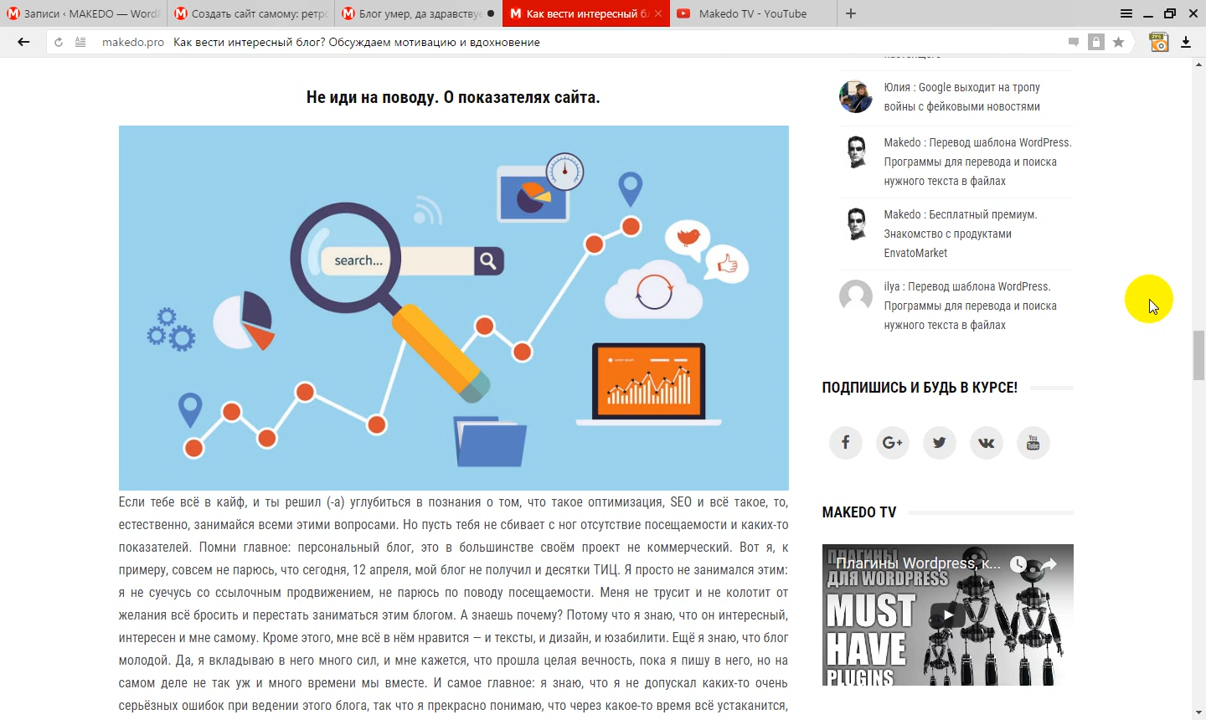 Записи ‹ MAKEDO — Word
Создать сайт самому: ретр
Блог умер, да здравствуе
Как вести интересный б
Makedo TV - YouTube
makedo.pro
Как вести интересный блог? Обсуждаем мотивацию и вдохновение
Не иди на поводу. О показателях сайта.
search...
Если тебе всё в кайф, и ты решил (-а) углубиться в познания о том, что такое оптимизация, SEO и всё такое, то,
естественно, занимайся всеми этими вопросами. Но пусть тебя не сбивает с ног отсутствие посещаемости и каких-то
показателей. Помни главное: персональный блог, это в большинстве своём проект не коммерческий. Вот я, к
примеру, совсем не парюсь, что сегодня, 12 апреля, мой блог не получил и десятки ТИЦ. Я просто не занимался этим:
я не суечусь со ссылочным продвижением, не парюсь по поводу посещаемости. Меня не трусит и не колотит от
желания всё бросить и перестать заниматься этим блогом. А знаешь почему? Потому что я знаю, что он интересный,
интересен и мне самому. Кроме этого, мне всё в нём нравится — и тексты, и дизайн, и юзабилити. Ещё я знаю, что блог
молодой. Да, я вкладываю в него много сил, и мне кажется, что прошла целая вечность, пока я пишу в него, но на
самом деле не так уж и много времени мы вместе. И самое главное: я знаю, что я не допускал каких-то очень
серьёзных ошибок при ведении этого блога, так что я прекрасно понимаю, что через какое-то время всё устаканится,
настоящего
Юлия : Google выходит на тропу
войны с фейковыми новостями
Makedo : Перевод шаблона WordPress.
Программы для перевода и поиска
нужного текста в файлах
Makedo : Бесплатный премиум.
Знакомство с продуктами
EnvatoMarket
ilya : Перевод шаблона WordPress.
Программы для перевода и поиска
нужного текста в файлах
ПОДПИШИСЬ И БУДЬ В КУРСЕ!
MAKEDO TV
Плагины Wordpress, к...
ПЛАГИНЫ
ДЛЯ WORDPRESS
MUST
HAVE
PLUGINS